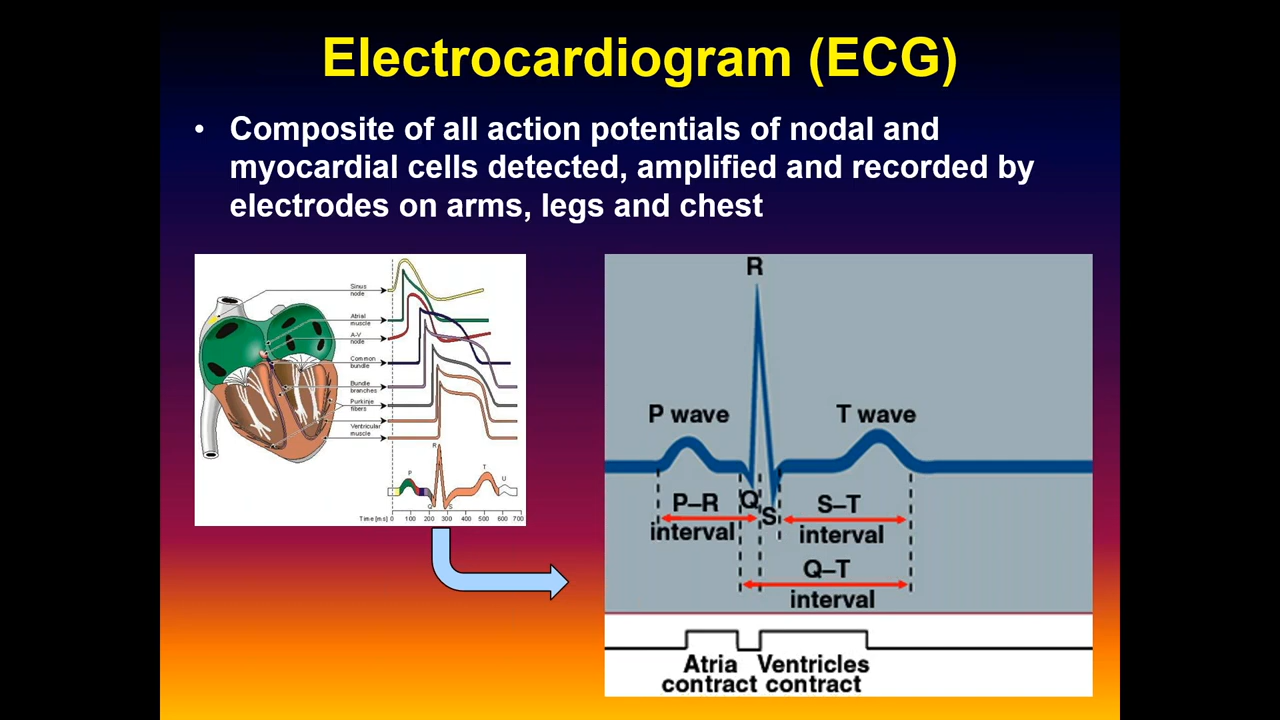 Electrocardiogram (ECG)
• Composite of all action potentials of nodal and
myocardial cells detected, amplified and recorded by
electrodes on arms, legs and chest
Sinus
node
Atrial
muscle
A-V
node
Common
bundle
Bundle
branches
Purkinje
fibers
Ventricular
muscle
R
P
T
U
Q
S
Time [ms] 0 100 200 300 400 500 600 700
R
P wave
T wave
Q
S
P–R
interval
S–T
interval
Q–T
interval
Atria
contract
Ventricles
contract